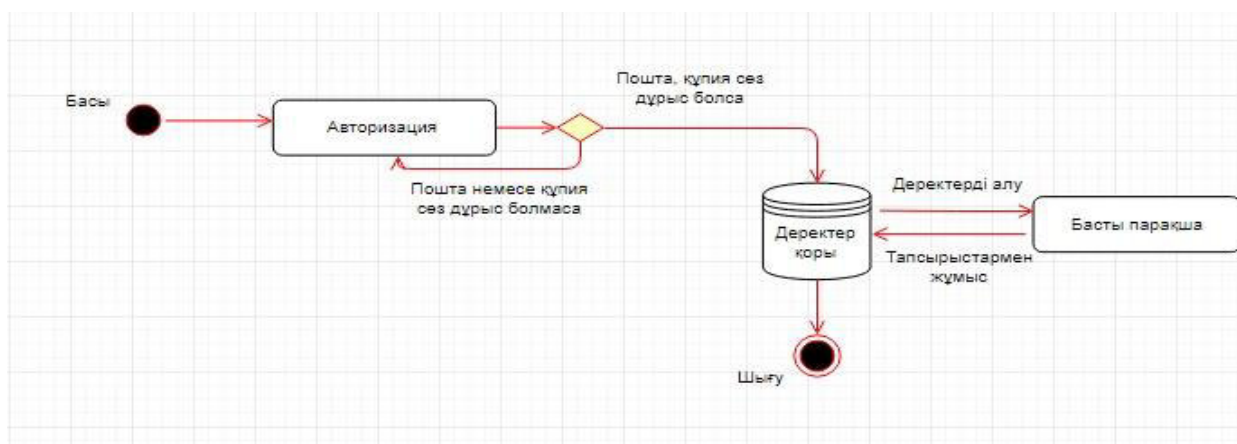 Басы
Авторизация
Пошта, құпия сөз
дұрыс болса
Пошта немесе құпия
сөз дұрыс болмаса
Деректер
қоры
Деректерді алу
Басты парақша
Тапсырыстармен
жұмыс
Шығу